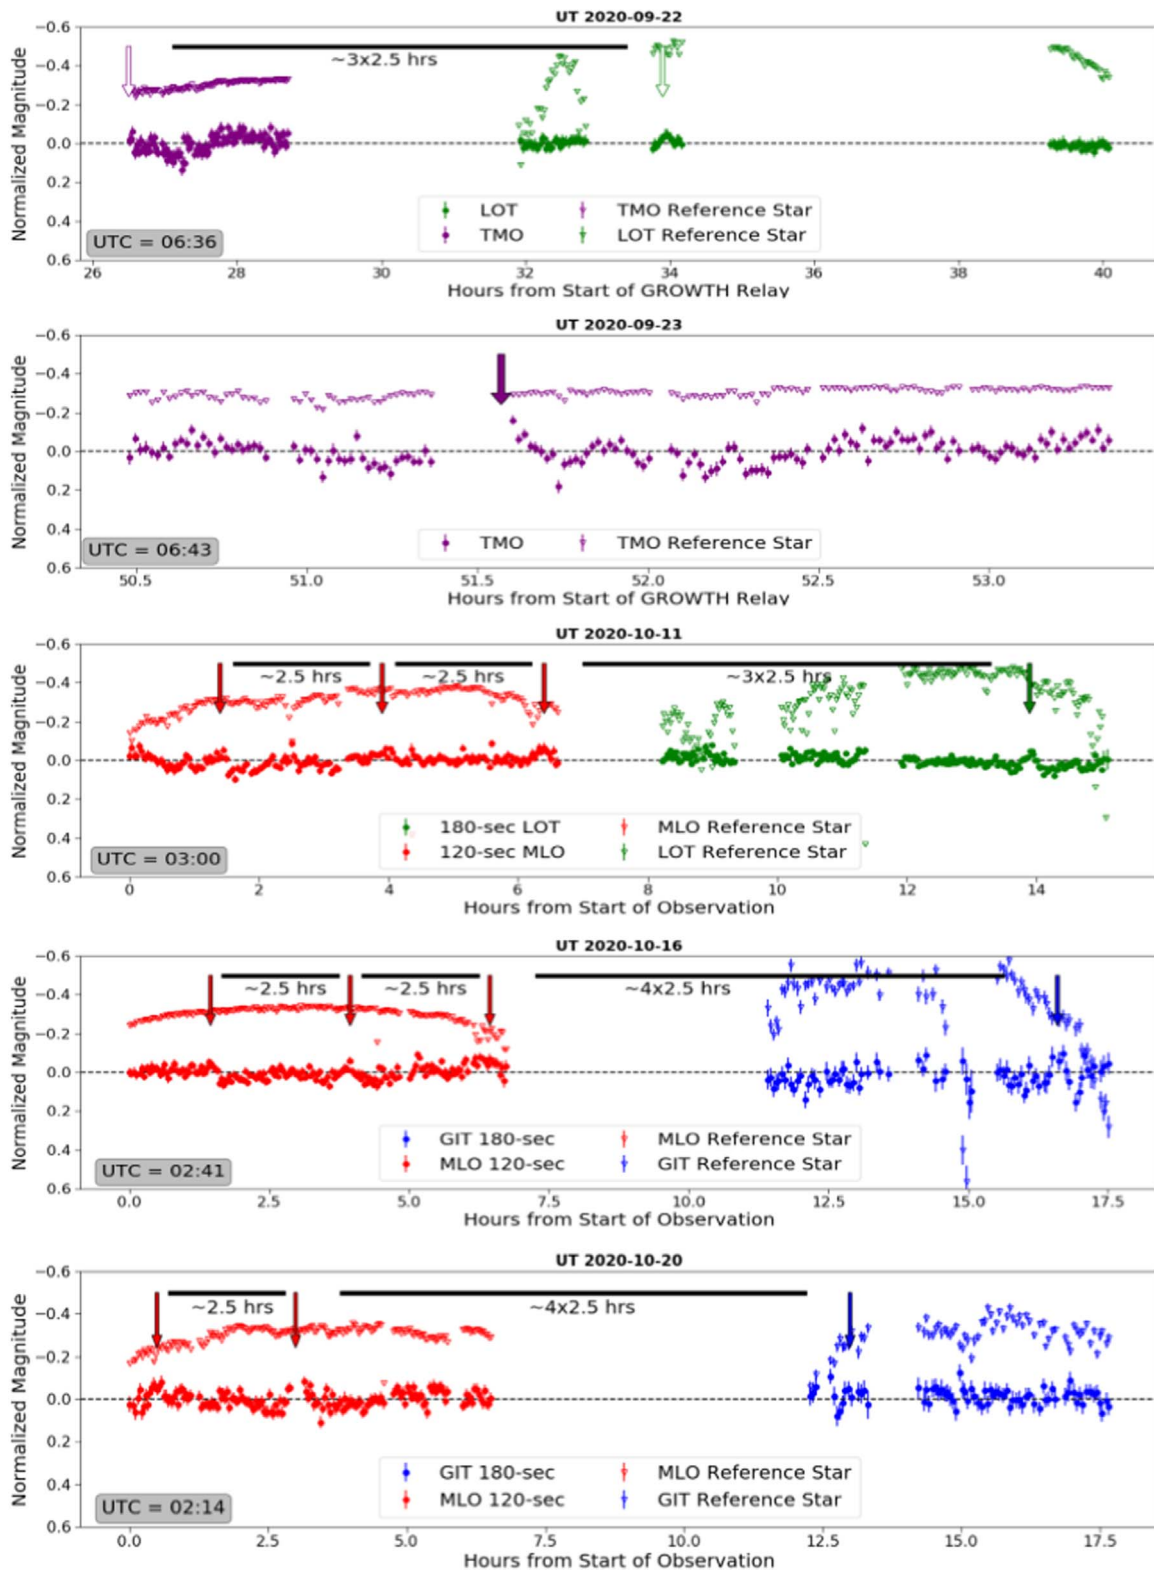 UT 2020-09-22
Normalized Magnitude
−0.6
−0.4
−0.2
0.0
0.2
0.4
0.6
~3x2.5 hrs
LOT
TMO
TMO Reference Star
LOT Reference Star
UTC = 06:36
26 28 30 32 34 36 38 40
Hours from Start of GROWTH Relay
UT 2020-09-23
Normalized Magnitude
−0.6
−0.4
−0.2
0.0
0.2
0.4
0.6
TMO
TMO Reference Star
UTC = 06:43
50.5 51.0 51.5 52.0 52.5 53.0
Hours from Start of GROWTH Relay
UT 2020-10-11
Normalized Magnitude
−0.6
−0.4
−0.2
0.0
0.2
0.4
0.6
~2.5 hrs ~2.5 hrs ~3x2.5 hrs
180-sec LOT
120-sec MLO
MLO Reference Star
LOT Reference Star
UTC = 03:00
0 2 4 6 8 10 12 14
Hours from Start of Observation
UT 2020-10-16
Normalized Magnitude
−0.6
−0.4
−0.2
0.0
0.2
0.4
0.6
~2.5 hrs ~2.5 hrs ~4x2.5 hrs
GIT 180-sec
MLO 120-sec
MLO Reference Star
GIT Reference Star
UTC = 02:41
0.0 2.5 5.0 7.5 10.0 12.5 15.0 17.5
Hours from Start of Observation
UT 2020-10-20
Normalized Magnitude
−0.6
−0.4
−0.2
0.0
0.2
0.4
0.6
~2.5 hrs ~4x2.5 hrs
GIT 180-sec
MLO 120-sec
MLO Reference Star
GIT Reference Star
UTC = 02:14
0.0 2.5 5.0 7.5 10.0 12.5 15.0 17.5
Hours from Start of Observation